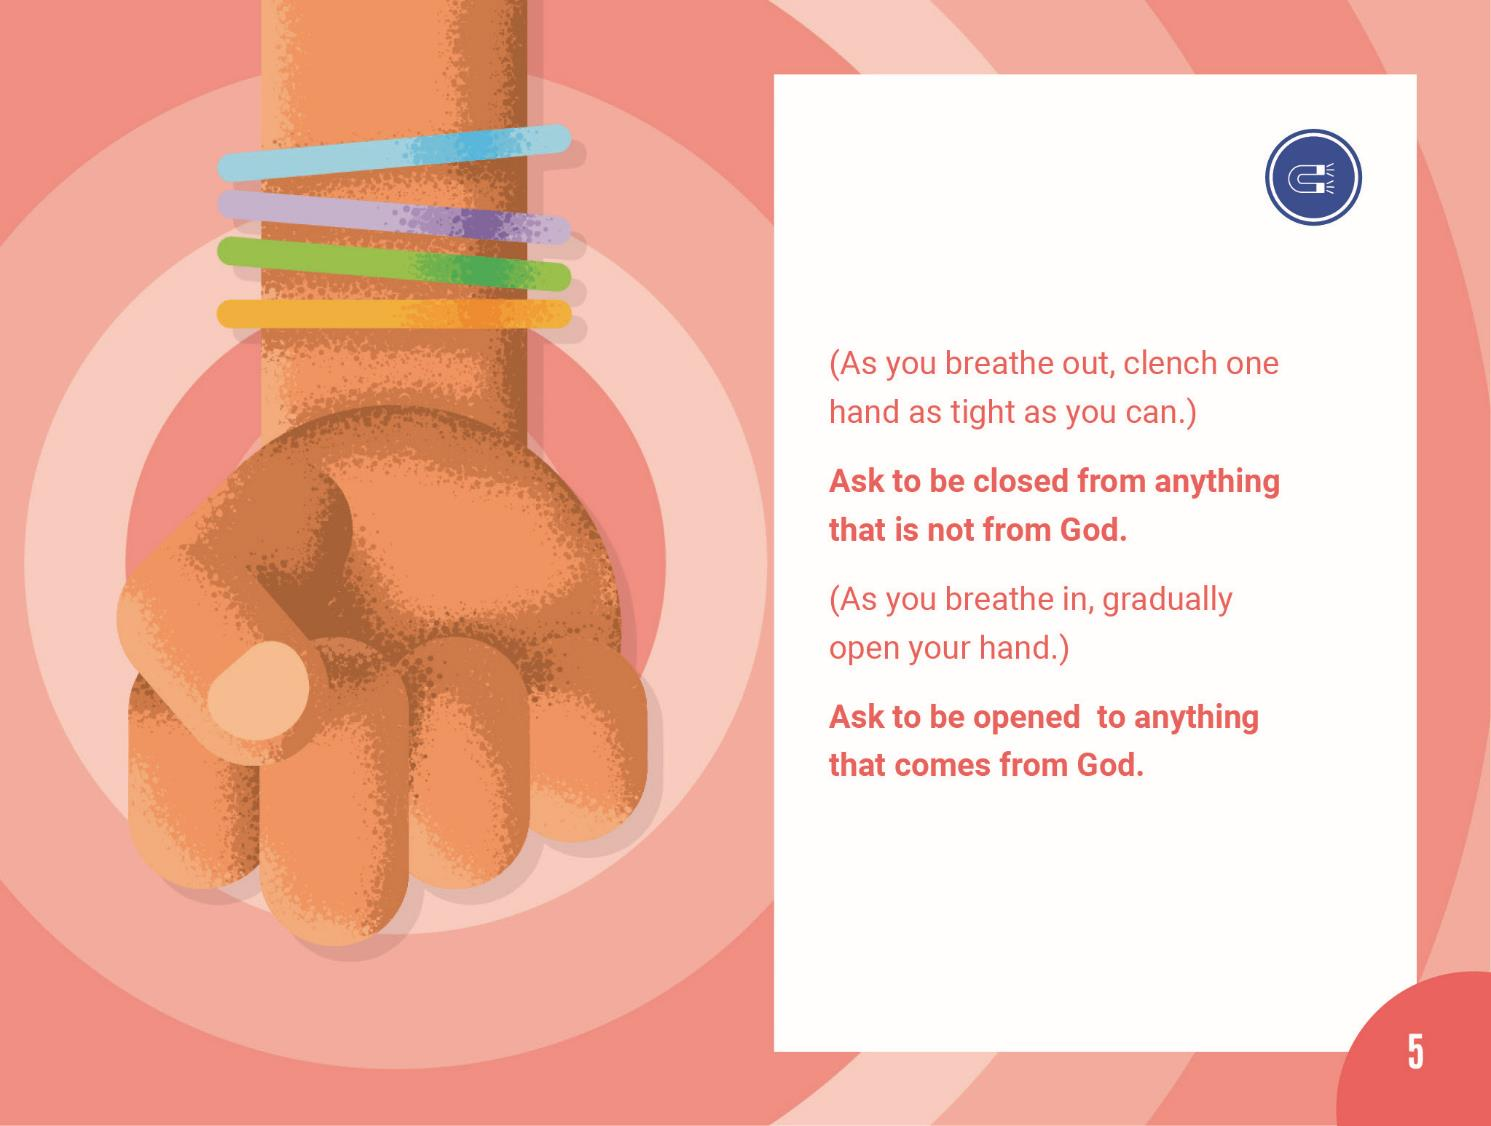 (As you breathe out, clench one
hand as tight as you can.)
Ask to be closed from anything
that is not from God.
(As you breathe in, gradually
open your hand.)
Ask to be opened  to anything
that comes from God.
5